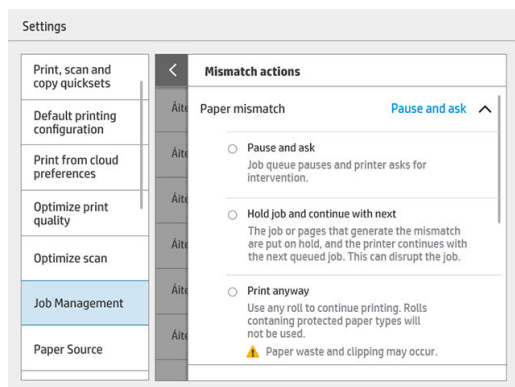 Settings
Print, scan and
copy quicksets
Default printing
configuration
Print from cloud
preferences
Optimize print
quality
Optimize scan
Job Management
Paper Source
Mismatch actions
Paper mismatch
Pause and ask
Pause and ask
Job queue pauses and printer asks for
intervention.
Hold job and continue with next
The job or pages that generate the mismatch
are put on hold, and the printer continues with
the next queued job. This can disrupt the job.
Print anyway
Use any roll to continue printing. Rolls
contaning protected paper types will
not be used.
Paper waste and clipping may occur.